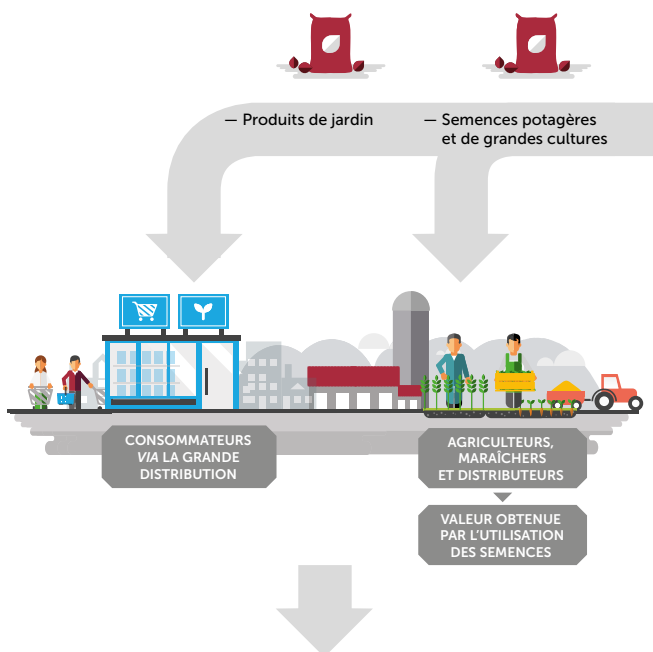 — Produits de jardin
— Semences potagères
et de grandes cultures
CONSOMMATEURS
VIA LA GRANDE
DISTRIBUTION
AGRICULTEURS,
MARAÎCHERS
ET DISTRIBUTEURS
VALEUR OBTENUE
PAR L’UTILISATION
DES SEMENCES